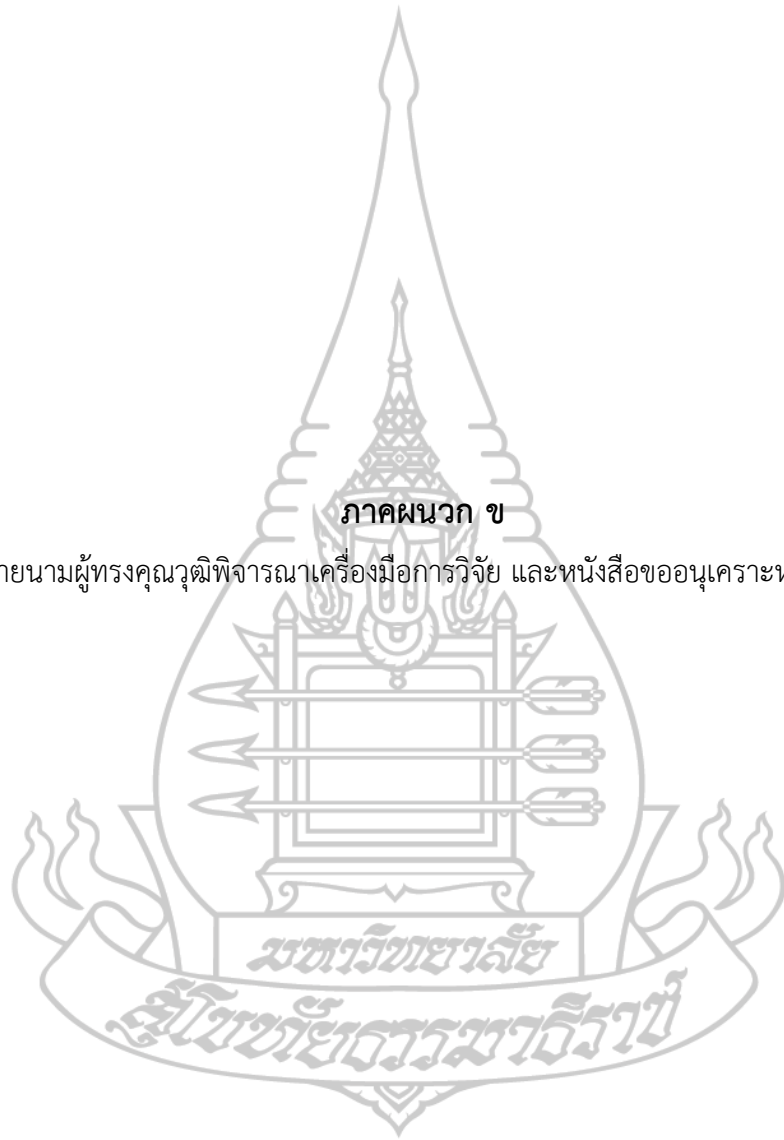 ภาคผนวก ข
ายนามผู้ทรงคุณวุฒิพิจารณาเครื่องมือการวิจัย และหนังสือขออนุเคราะห
มหาวิทยาลัย
สุโขทัยธรรมาธิราช